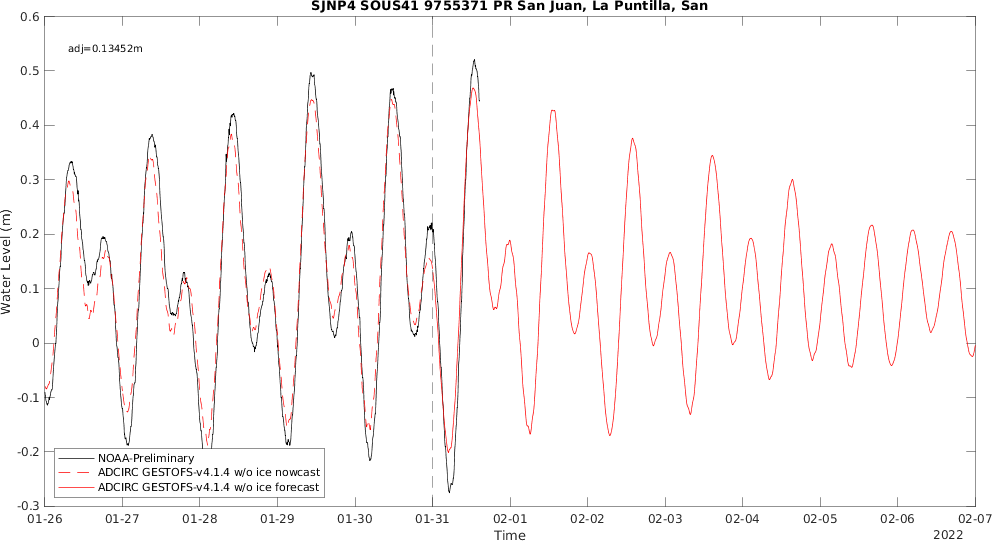 SJNP4 SOUS41 9755371 PR San Juan, La Puntilla, San
adj=0.13452m
Water Level (m)
0.6
0.5
0.4
0.3
0.2
0.1
0
-0.1
-0.2
-0.3
NOAA-Preliminary
ADCIRC GESTOFS-v4.1.4 w/o ice nowcast
ADCIRC GESTOFS-v4.1.4 w/o ice forecast
01-26 01-27 01-28 01-29 01-30 01-31 02-01 02-02 02-03 02-04 02-05 02-06 02-07
Time
2022